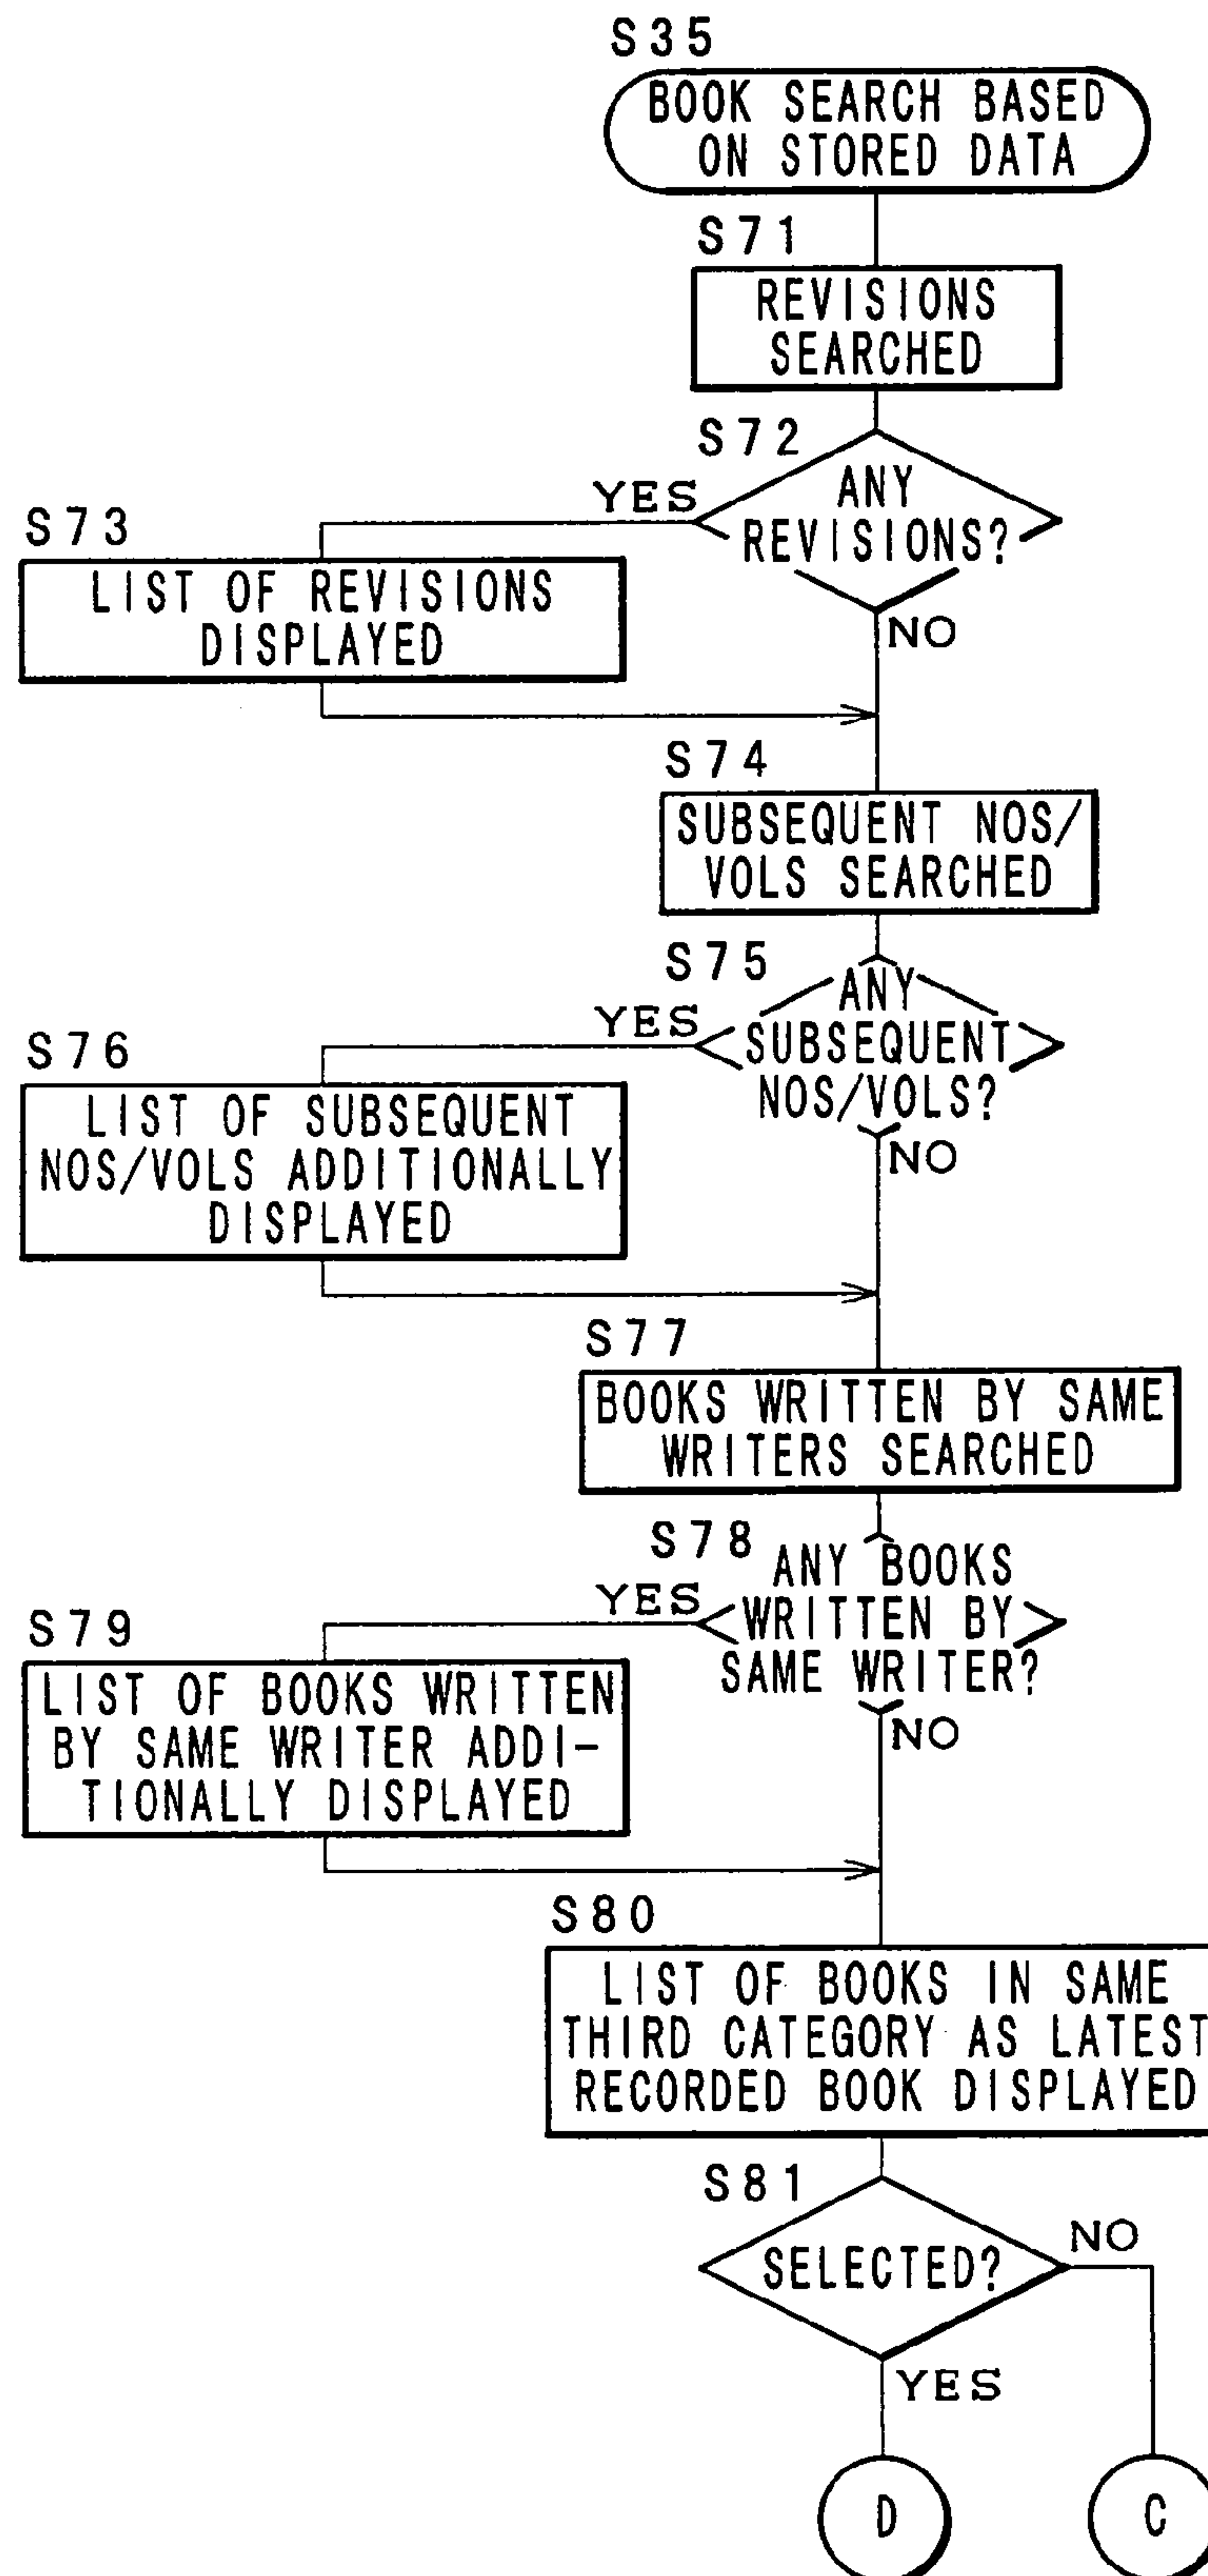 S35
BOOK SEARCH BASED
ON STORED DATA
S71
REVISIONS
SEARCHED
S72
ANY
REVISIONS?
YES
NO
S73
LIST OF REVISIONS
DISPLAYED
S74
SUBSEQUENT NOS/
VOLS SEARCHED
S75
ANY
SUBSEQUENT
NOS/VOLS?
YES
NO
S76
LIST OF SUBSEQUENT
NOS/VOLS ADDITIONALLY
DISPLAYED
S77
BOOKS WRITTEN BY SAME
WRITERS SEARCHED
S78
ANY BOOKS
WRITTEN BY
SAME WRITER?
YES
NO
S79
LIST OF BOOKS WRITTEN
BY SAME WRITER ADDI-
TIONALLY DISPLAYED
S80
LIST OF BOOKS IN SAME
THIRD CATEGORY AS LATEST
RECORDED BOOK DISPLAYED
S81
SELECTED?
NO
YES
D
C